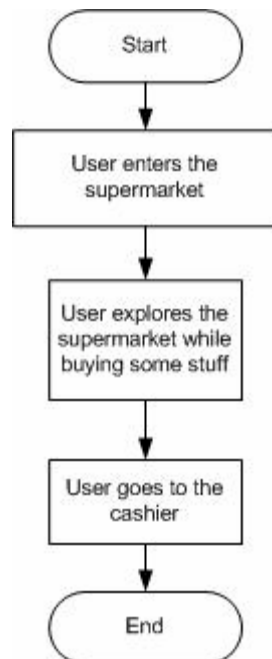 Start
User enters the
supermarket
User explores the
supermarket while
buying some stuff
User goes to the
cashier
End